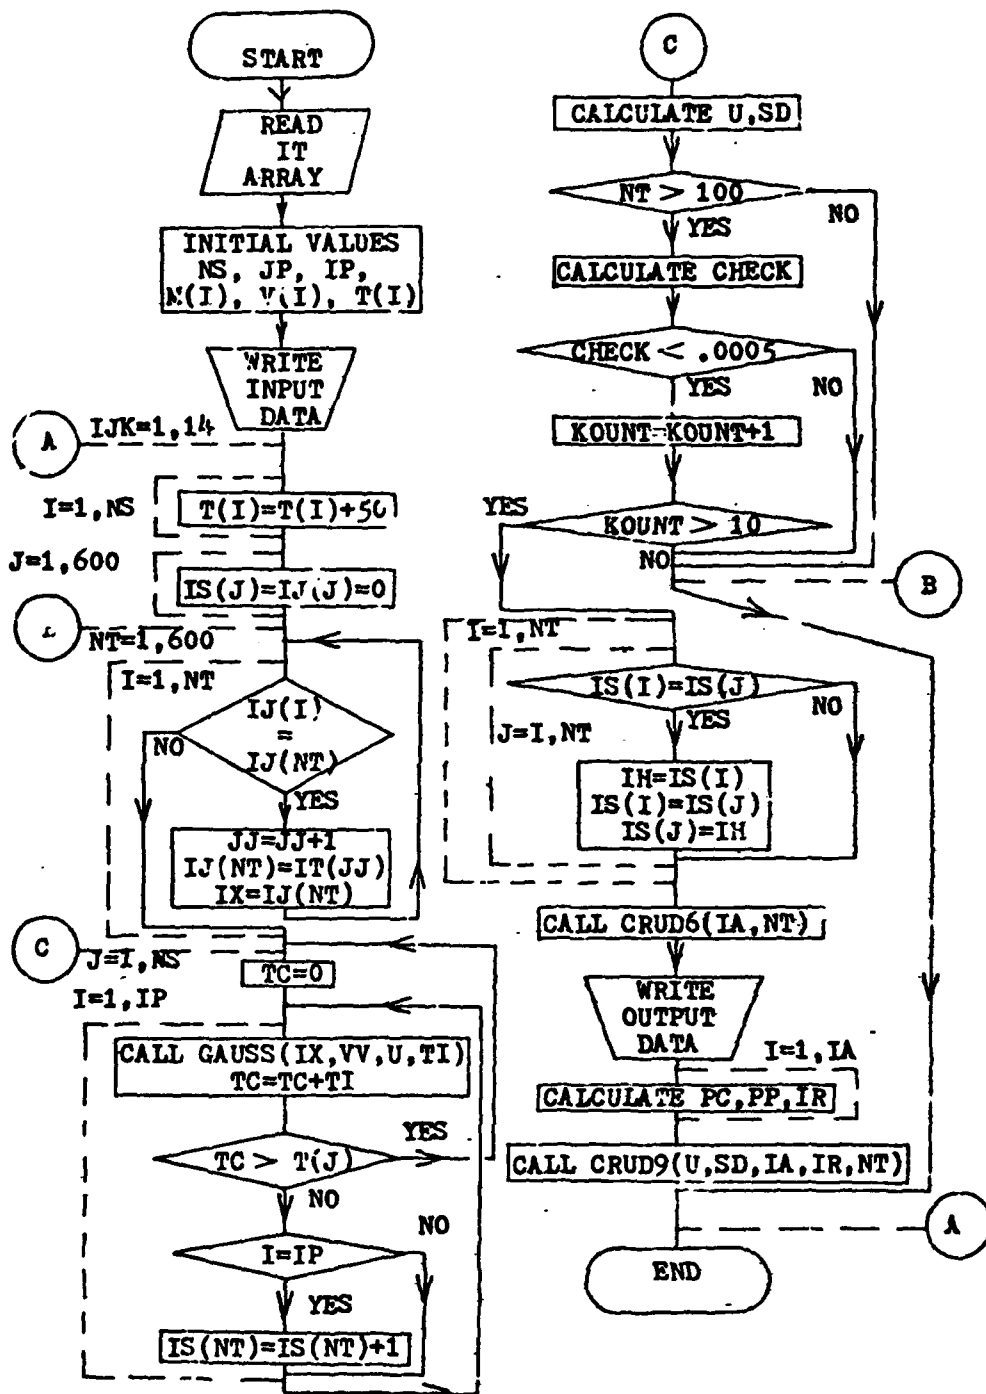 START
READ
IT
ARRAY
INITIAL VALUES
NS, JP, IP,
M(I), V(I), T(I)
WRITE
INPUT
DATA
A
IJK=1,14
I=1,NS
T(I)=T(I)+50
J=1,600
IS(J)=IJ(J)=0
NT=1,600
I=1,NT
IJ(I)
=
IJ(NT)
NO
YES
JJ=JJ+1
IJ(NT)=IT(JJ)
IX=IJ(NT)
C
J=I,NS
TC=0
I=1,IP
CALL GAUSS(IX,VV,U,TI)
TC=TC+TI
TC > T(J)
YES
NO
I=IP
NO
YES
IS(NT)=IS(NT)+1
C
CALCULATE U,SD
NT > 100
NO
YES
CALCULATE CHECK
CHECK < .0005
YES
NO
KOUNT=KOUNT+1
YES
KOUNT > 10
NO
B
I=I,NT
IS(I)=IS(J)
NO
YES
J=I,NT
IH=IS(I)
IS(I)=IS(J)
IS(J)=IH
CALL CRUD6(IA,NT)
WRITE
OUTPUT
DATA
I=1,IA
CALCULATE PC,PP,IR
CALL CRUD9(U,SD,IA,IR,NT)
A
END